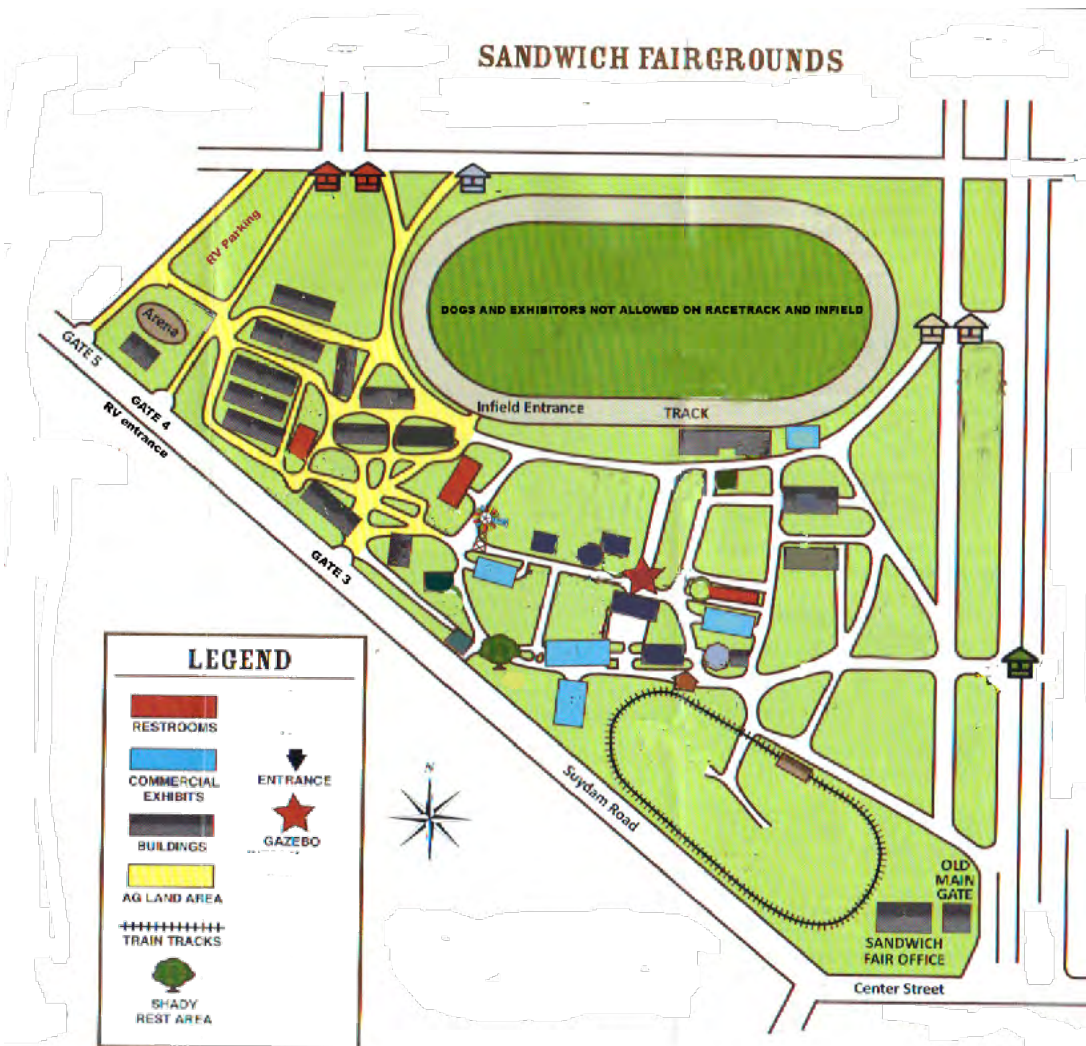 SANDWICH FAIRGROUNDS
RV Parking
DOGS AND EXHIBITORS NOT ALLOWED ON RACETRACK AND INFIELD
Arena
GATE 5
GATE 4
RV entrance
Infield Entrance
TRACK
GATE 3
LEGEND
RESTROOMS
COMMERCIAL
EXHIBITS
BUILDINGS
AG LAND AREA
TRAIN TRACKS
SHADY
REST AREA
ENTRANCE
GAZEBO
N
Suydam Road
OLD
MAIN
GATE
SANDWICH
FAIR OFFICE
Center Street